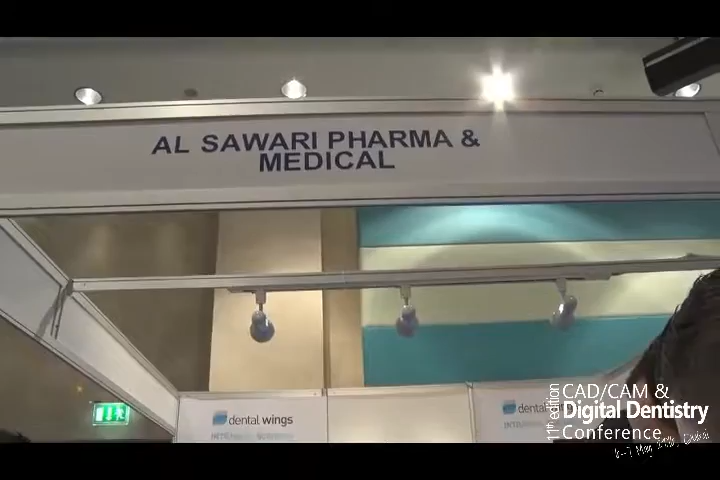 AL SAWARI PHARMA &
MEDICAL
dental wings
dental
11th edition
CAD/CAM &
Digital Dentistry
Conference